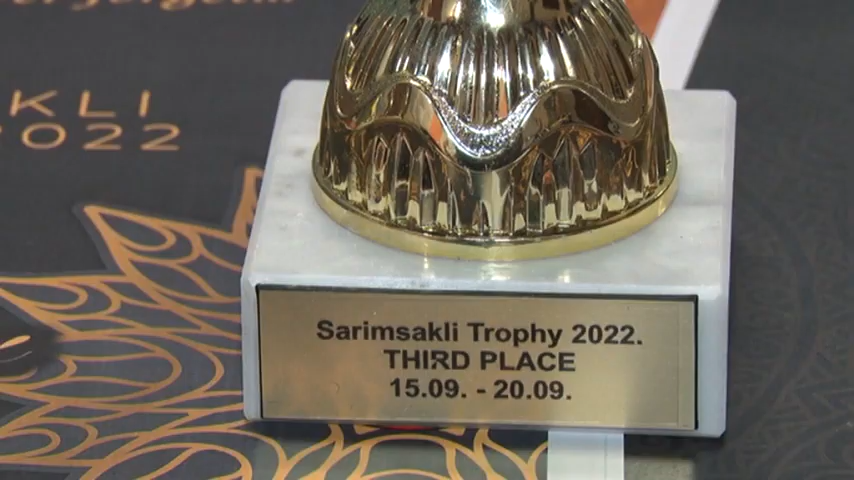 KLI
2022
Sarimsakli Trophy 2022.
THIRD PLACE
15.09. - 20.09.